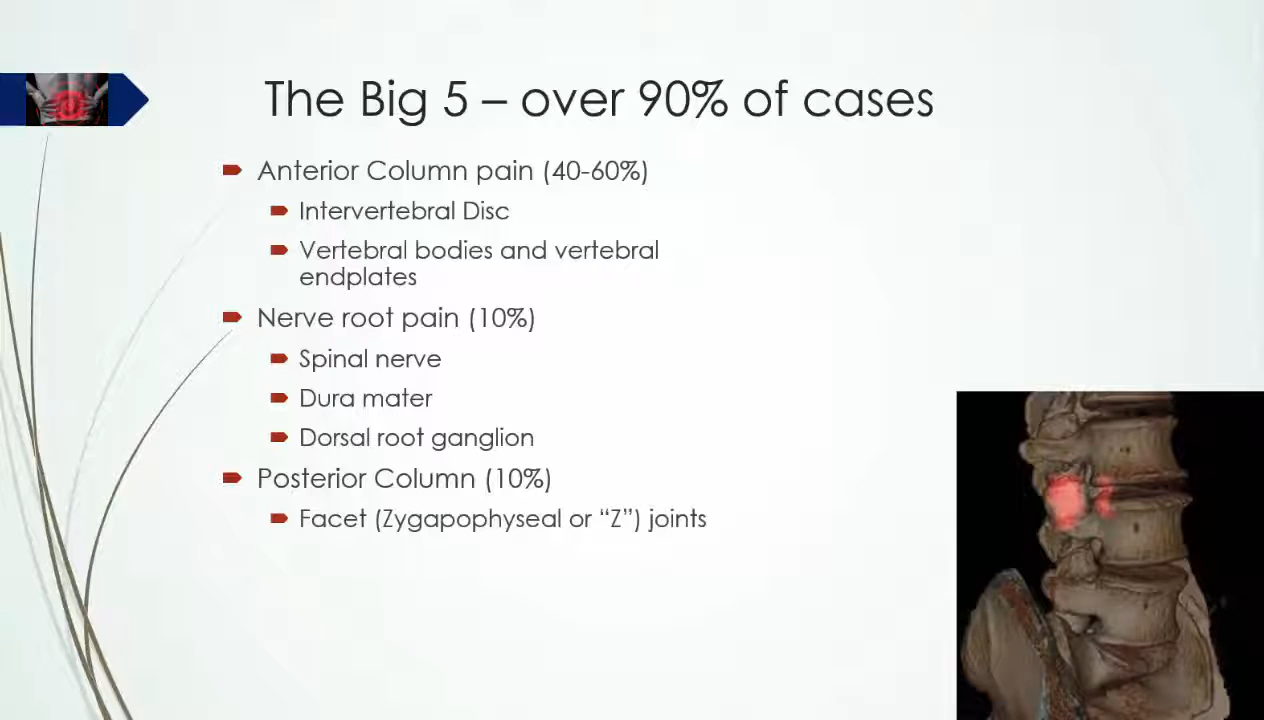 The Big 5 – over 90% of cases
Anterior Column pain (40-60%)
Intervertebral Disc
Vertebral bodies and vertebral
endplates
Nerve root pain (10%)
Spinal nerve
Dura mater
Dorsal root ganglion
Posterior Column (10%)
Facet (Zygapophyseal or “Z”) joints